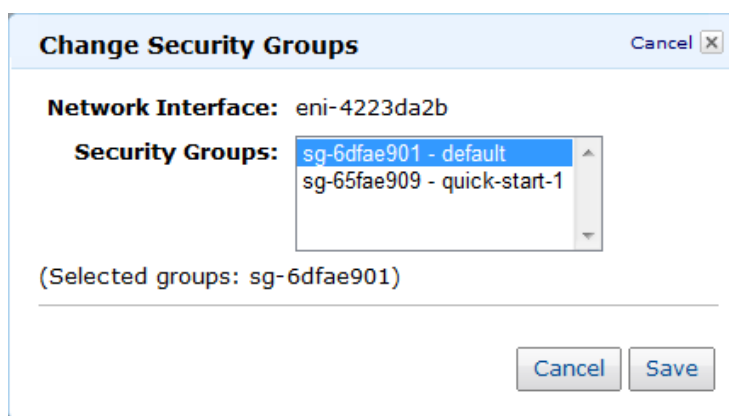 Change Security Groups Cancel
Network Interface: eni-4223da2b
Security Groups: sg-6dfae901 - default
sg-65fae909 - quick-start-1
(Selected groups: sg-6dfae901)
Cancel Save